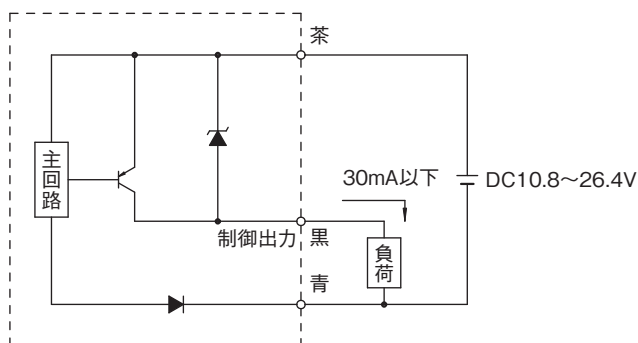 茶
主回路
30mA以下
DC10.8～26.4V
制御出力
黒
負荷
青